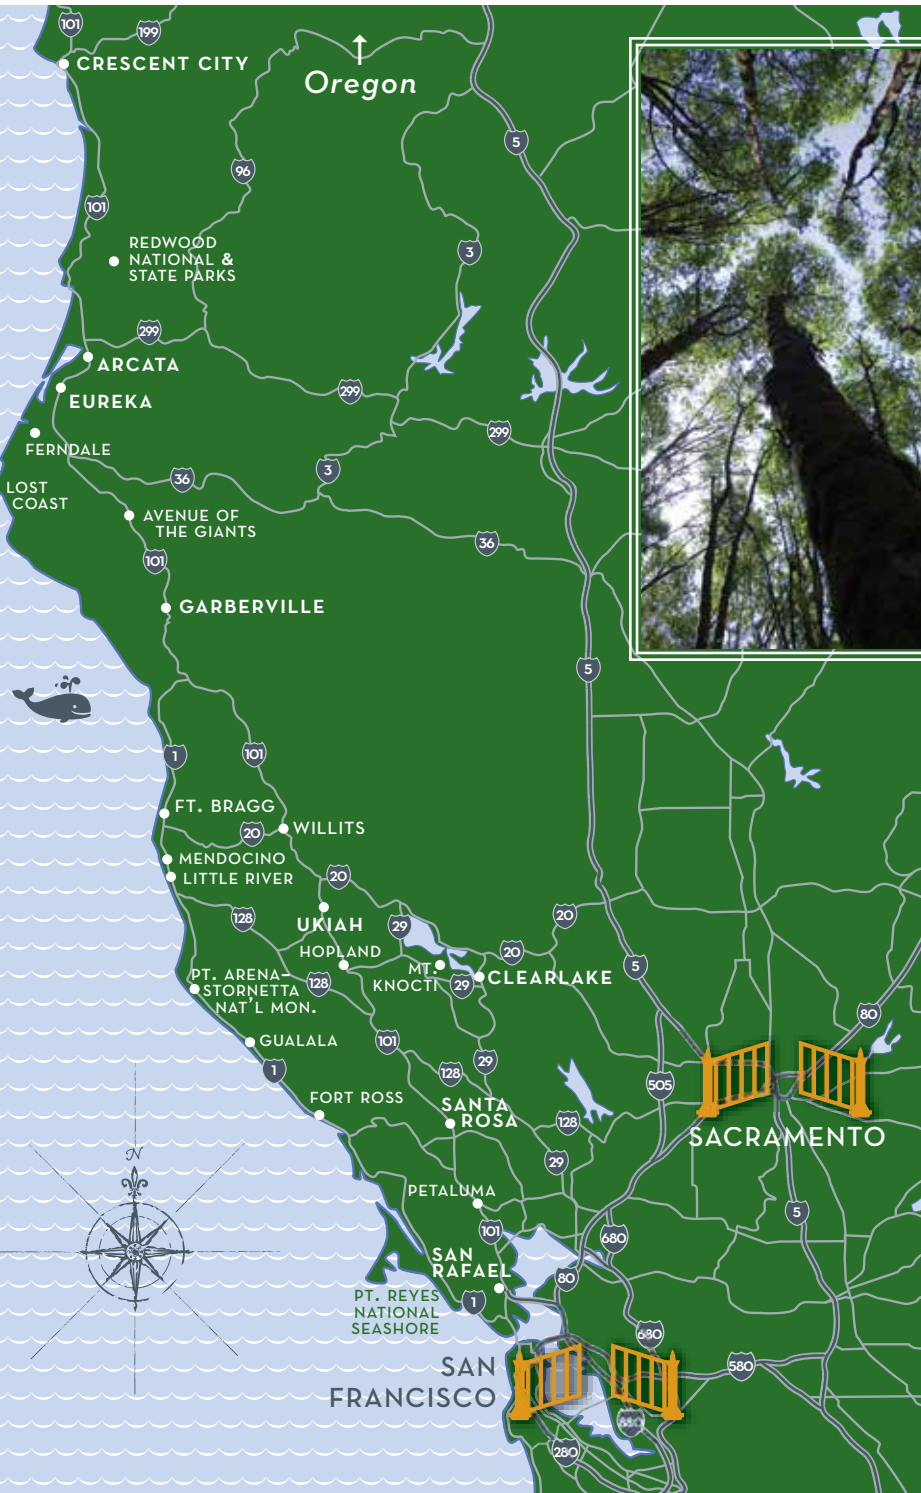 101
199
CRESCENT CITY
Oregon
5
96
101
3
REDWOOD
NATIONAL &
STATE PARKS
299
ARCATA
299
EUREKA
299
FERNDALE
3
36
LOST
COAST
AVENUE OF
THE GIANTS
36
101
GARBERVILLE
5
1
101
FT. BRAGG
20
WILLITS
MENDOCINO
LITTLE RIVER
20
128
UKIAH
29
20
HOPLAND
20
5
MT.
KNOCTI
29
CLEARLAKE
PT. ARENA–
STORNETTA
NAT'L MON.
128
80
GUALALA
101
1
29
128
505
FORT ROSS
SANTA
ROSA
128
SACRAMENTO
N
29
PETALUMA
5
101
680
SAN
RAFAEL
80
PT. REYES
NATIONAL
SEASHORE
1
680
580
SAN
FRANCISCO
880
280